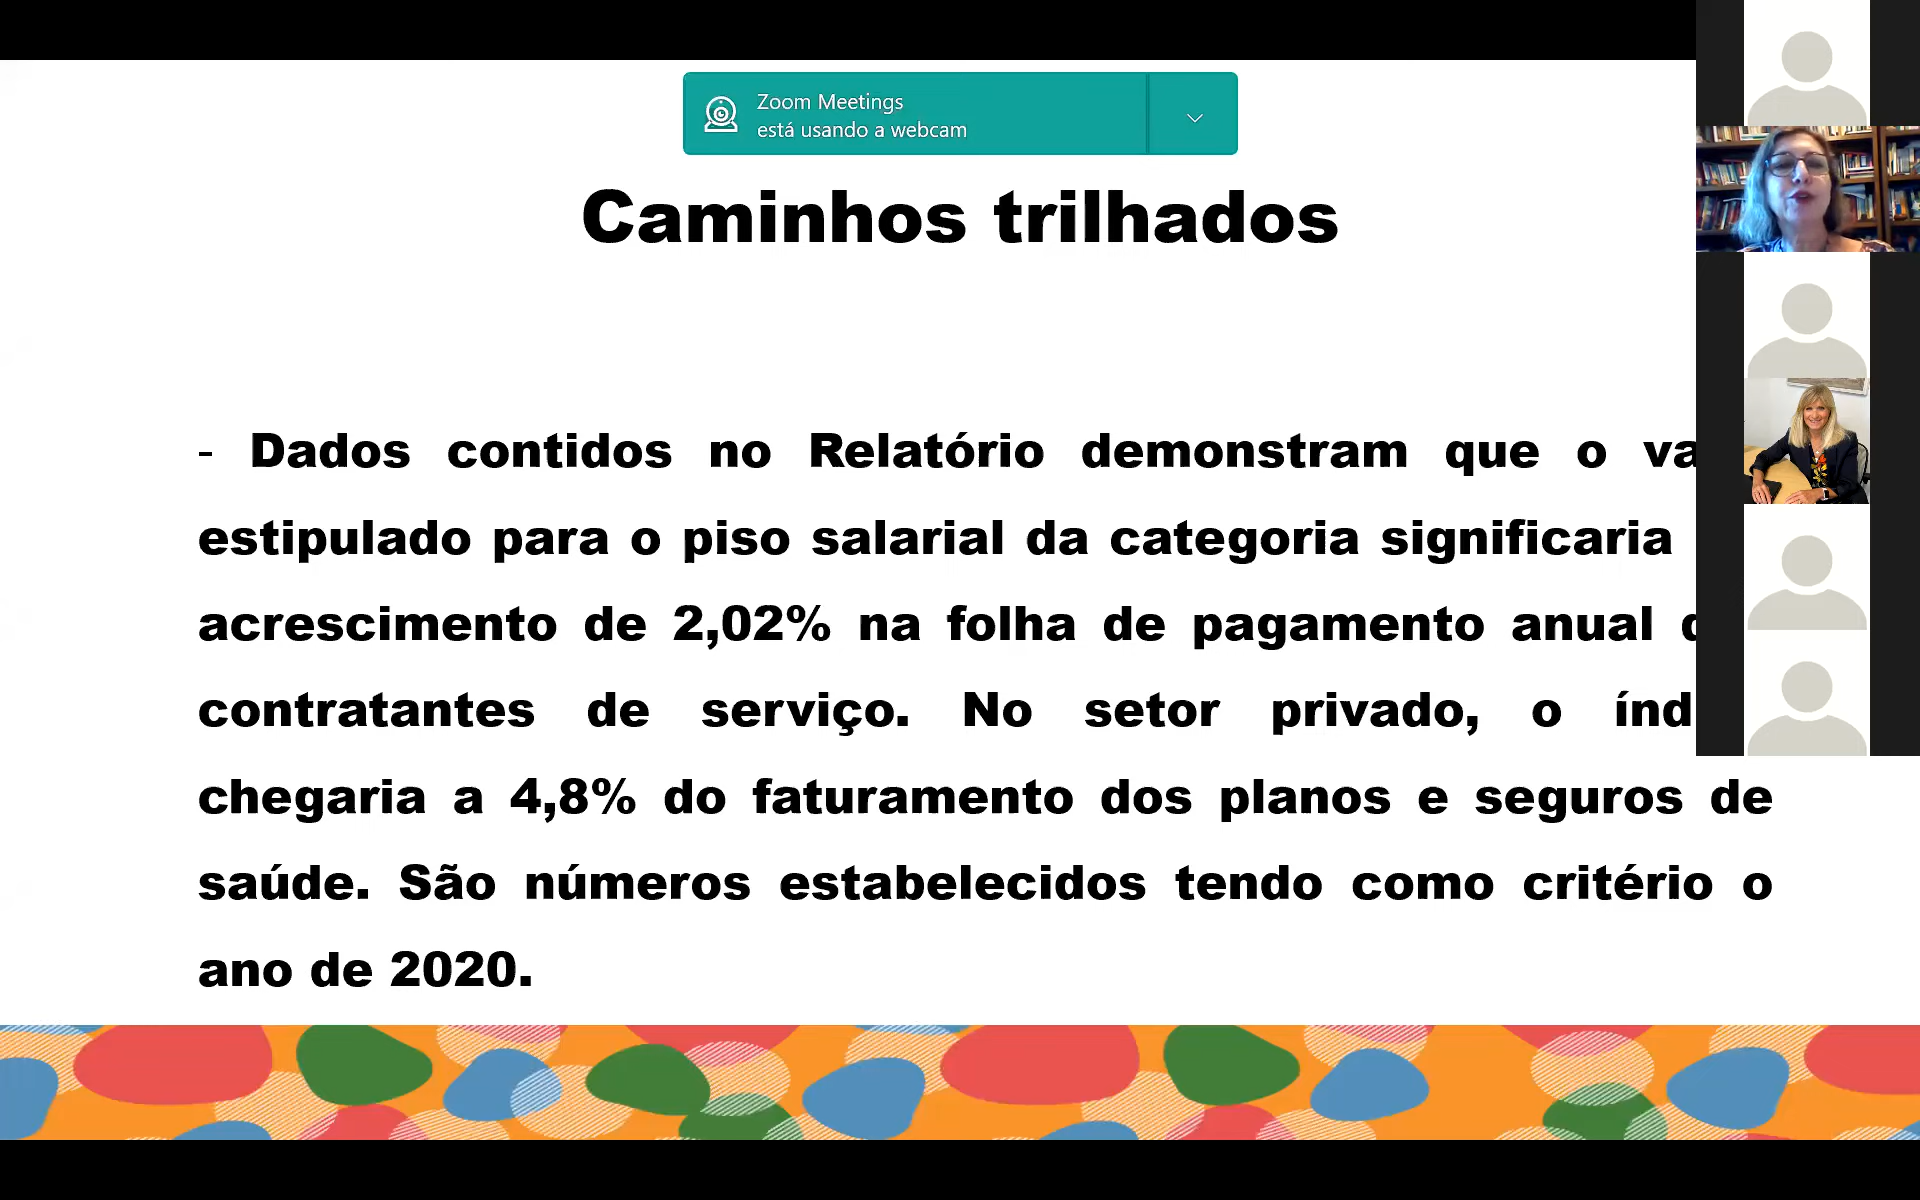 Zoom Meetings
está usando a webcam
Caminhos trilhados
- Dados contidos no Relatório demonstram que o
estipulado para o piso salarial da categoria significaria
acrescimento de 2,02% na folha de pagamento anual
contratantes de serviço. No setor privado, o
chegaria a 4,8% do faturamento dos planos e seguros de
saúde. São números estabelecidos tendo como critério o
ano de 2020.